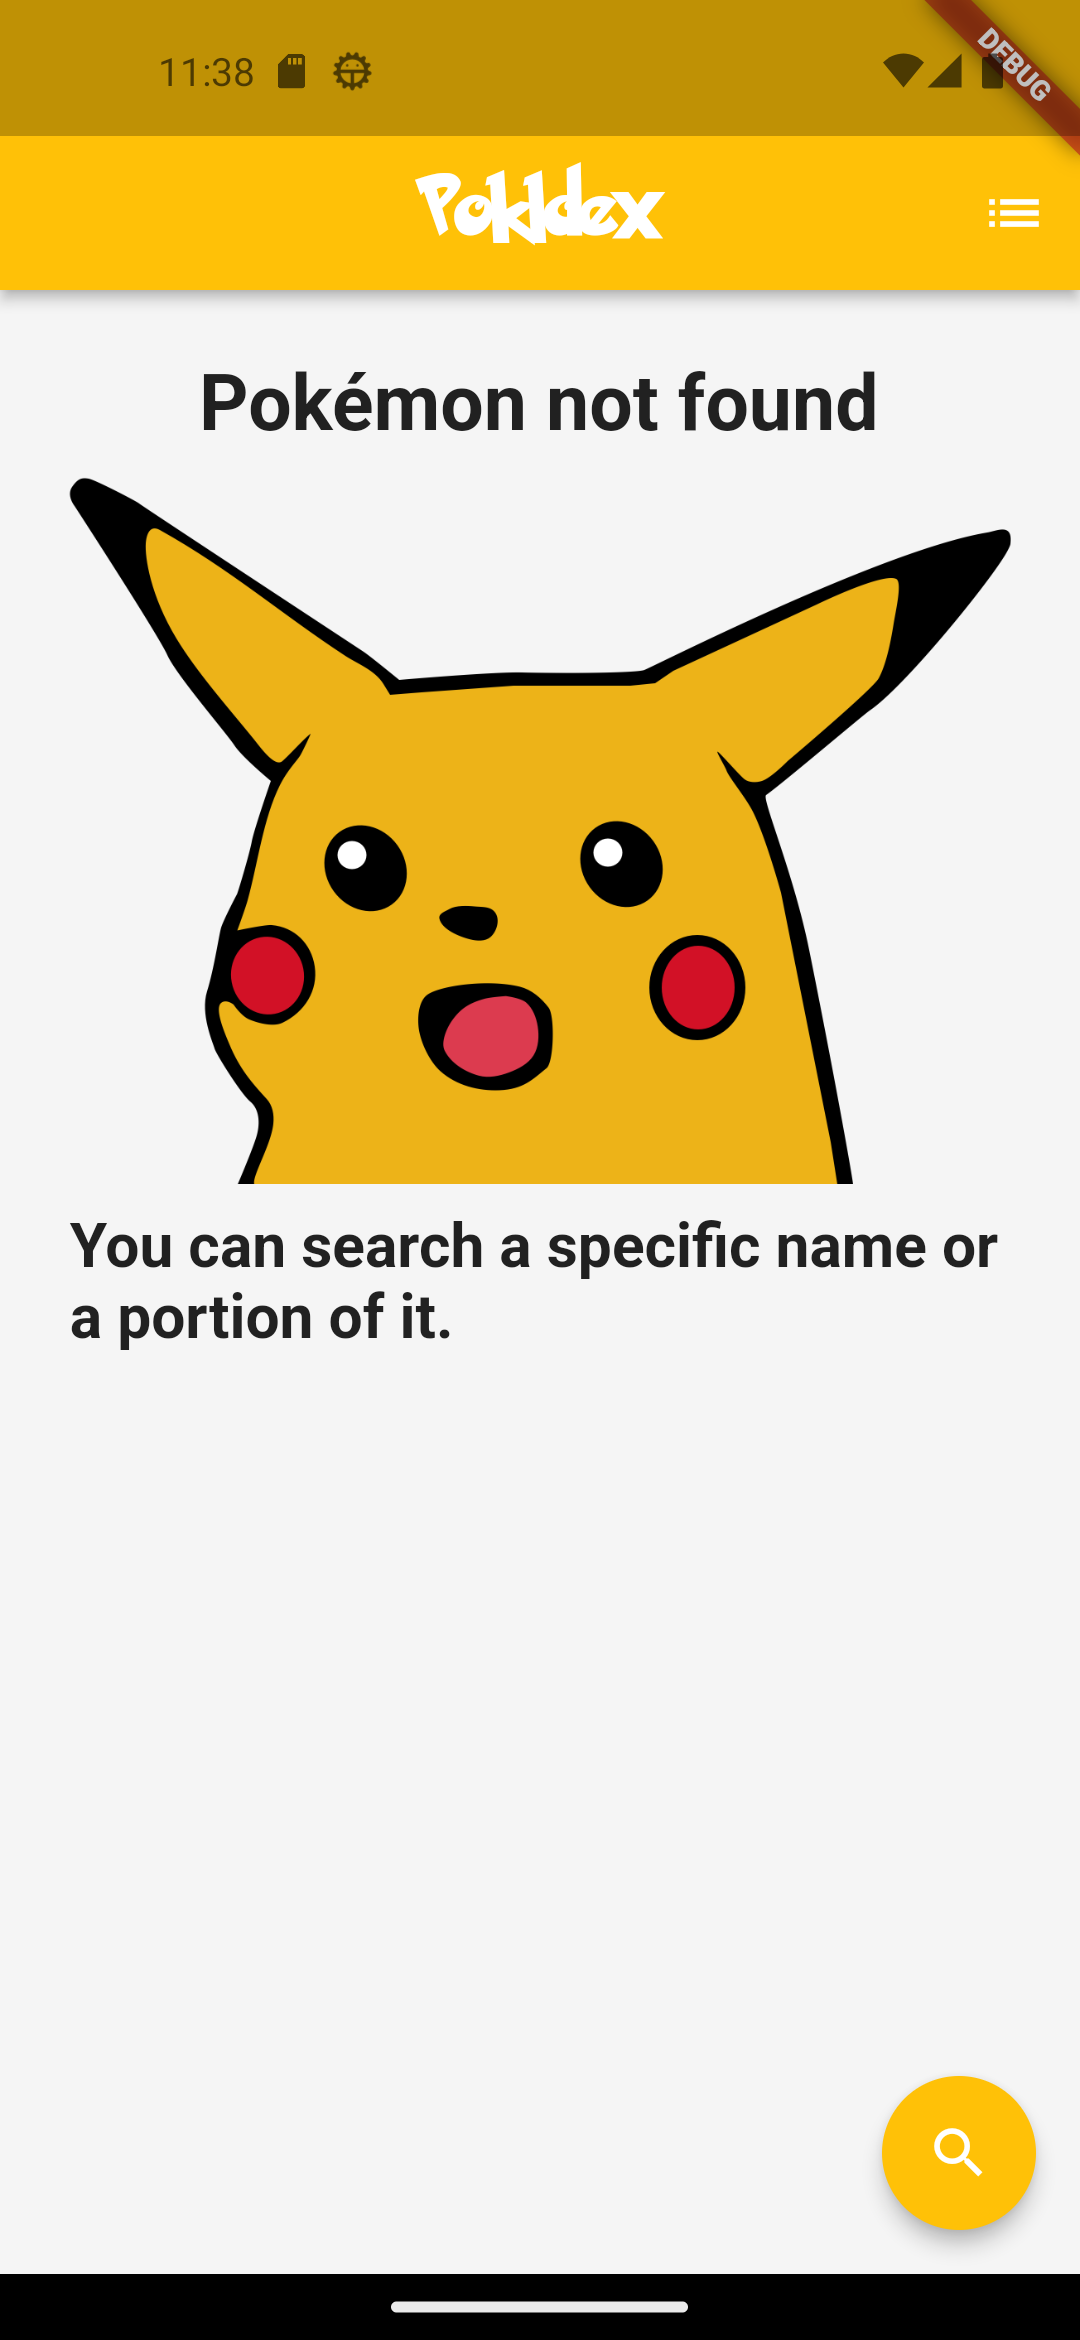 11:38
DEBUG
Pokldex
Pokémon not found
You can search a specific name or
a portion of it.